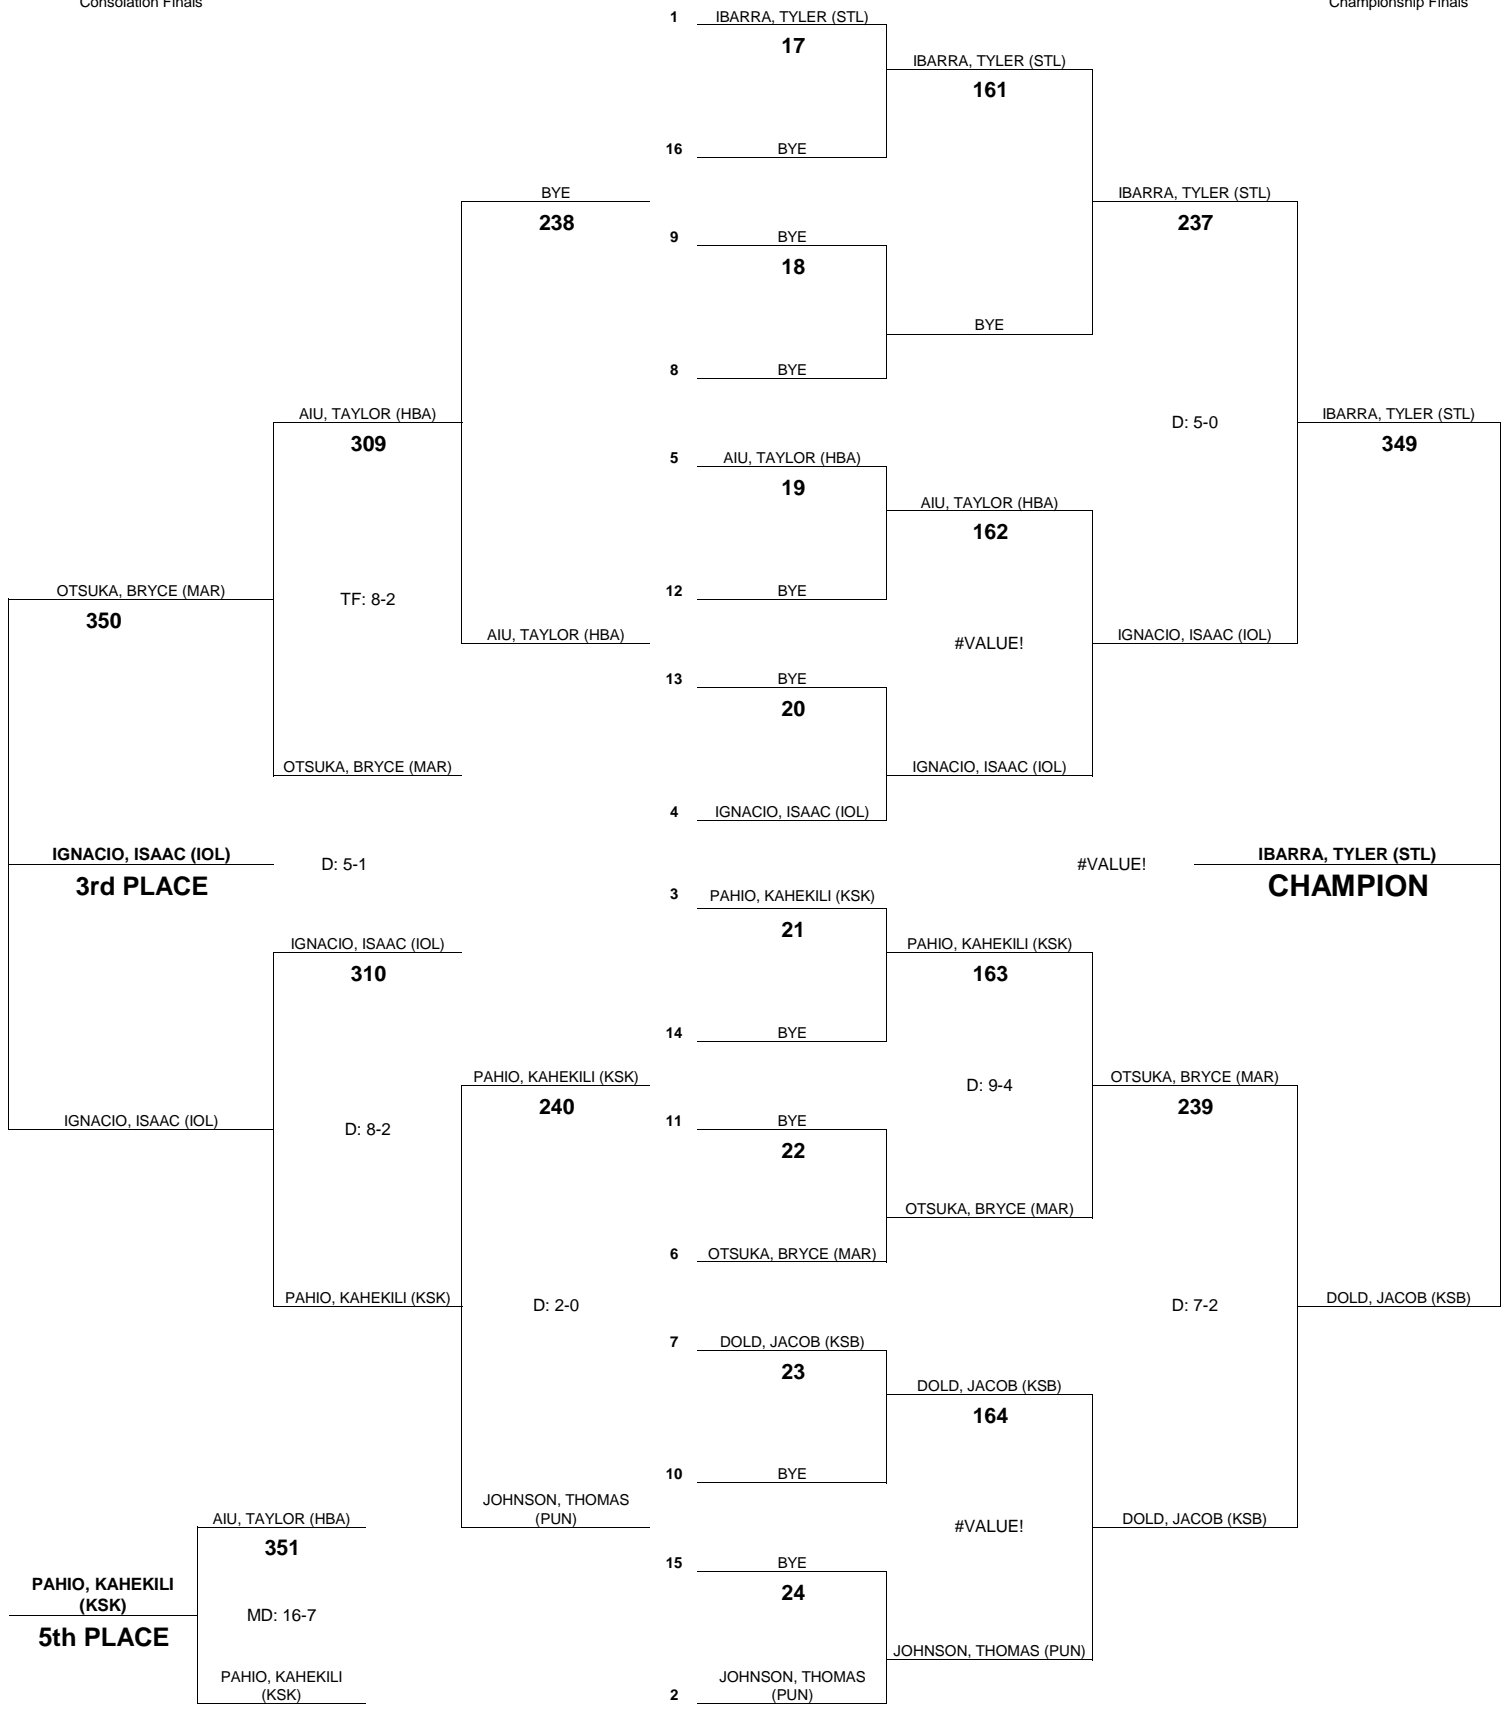 Consolation Finals
Championship Finals
1 IBARRA, TYLER (STL)
17
IBARRA, TYLER (STL)
161
16 BYE
BYE
238
IBARRA, TYLER (STL)
237
9 BYE
18
BYE
8 BYE
AIU, TAYLOR (HBA)
309
D: 5-0
IBARRA, TYLER (STL)
349
5 AIU, TAYLOR (HBA)
19
AIU, TAYLOR (HBA)
162
OTSUKA, BRYCE (MAR)
350
TF: 8-2
12 BYE
AIU, TAYLOR (HBA)
#VALUE!
IGNACIO, ISAAC (IOL)
13 BYE
20
OTSUKA, BRYCE (MAR)
IGNACIO, ISAAC (IOL)
4 IGNACIO, ISAAC (IOL)
IGNACIO, ISAAC (IOL)
3rd PLACE
D: 5-1
#VALUE!
IBARRA, TYLER (STL)
CHAMPION
3 PAHIO, KAHEKILI (KSK)
21
IGNACIO, ISAAC (IOL)
310
PAHIO, KAHEKILI (KSK)
163
14 BYE
PAHIO, KAHEKILI (KSK)
240
D: 9-4
OTSUKA, BRYCE (MAR)
239
IGNACIO, ISAAC (IOL)
D: 8-2
11 BYE
22
OTSUKA, BRYCE (MAR)
6 OTSUKA, BRYCE (MAR)
PAHIO, KAHEKILI (KSK)
D: 2-0
D: 7-2
DOLD, JACOB (KSB)
7 DOLD, JACOB (KSB)
23
DOLD, JACOB (KSB)
164
10 BYE
JOHNSON, THOMAS
(PUN)
AIU, TAYLOR (HBA)
351
#VALUE!
DOLD, JACOB (KSB)
15 BYE
24
PAHIO, KAHEKILI
(KSK)
5th PLACE
MD: 16-7
JOHNSON, THOMAS (PUN)
PAHIO, KAHEKILI
(KSK)
2 JOHNSON, THOMAS
(PUN)